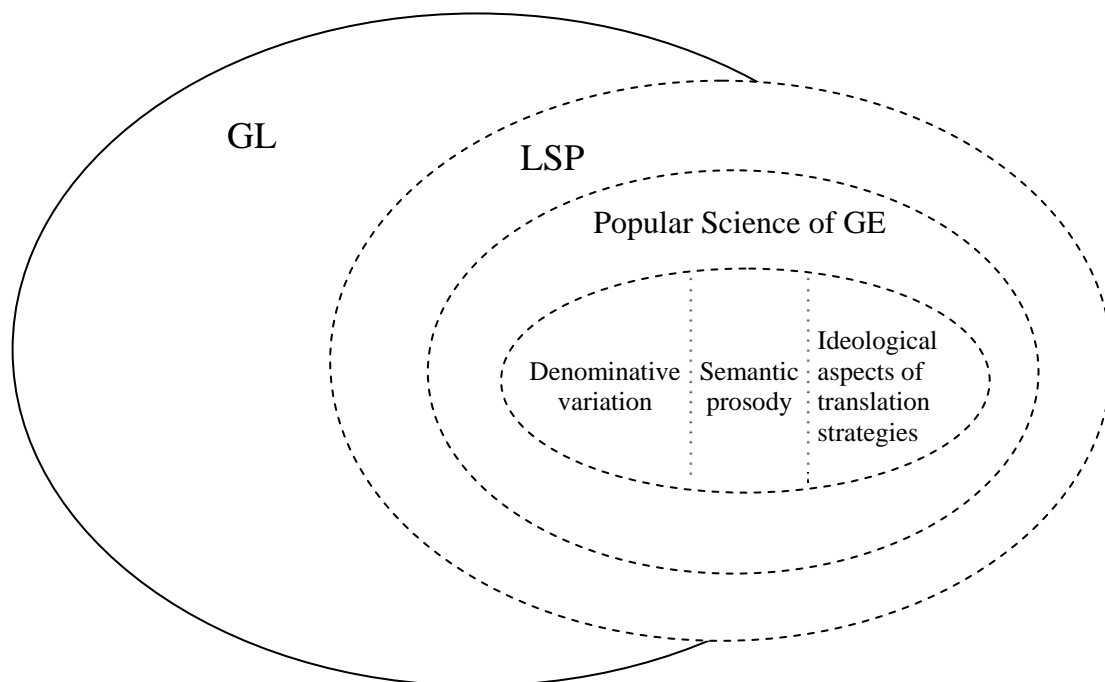 GL
LSP
Popular Science of GE
Denominative
variation
Semantic
prosody
Ideological
aspects of
translation
strategies